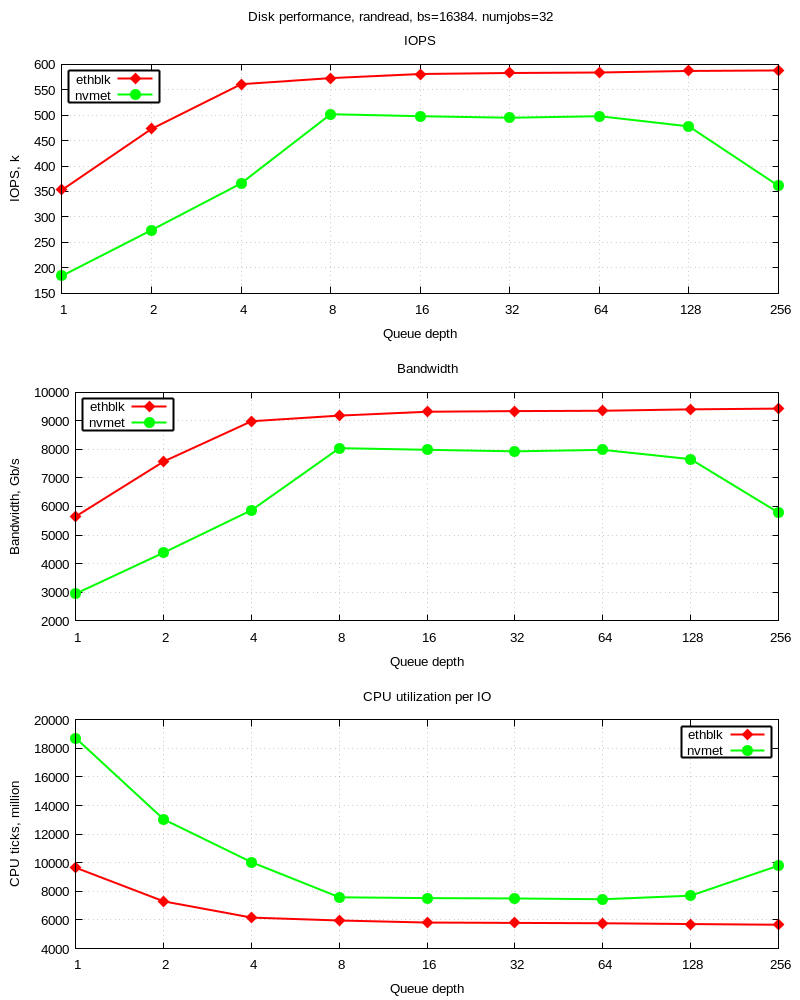 Disk performance, randread, bs=16384. numjobs=32
IOPS
600
550
500
450
400
350
300
250
200
150
IOPS, k
ethblk
nvmet
1 2 4 8 16 32 64 128 256
Queue depth
Bandwidth
10000
9000
8000
7000
6000
5000
4000
3000
2000
Bandwidth, Gb/s
ethblk
nvmet
1 2 4 8 16 32 64 128 256
Queue depth
CPU utilization per IO
20000
18000
16000
14000
12000
10000
8000
6000
4000
CPU ticks, million
ethblk
nvmet
1 2 4 8 16 32 64 128 256
Queue depth